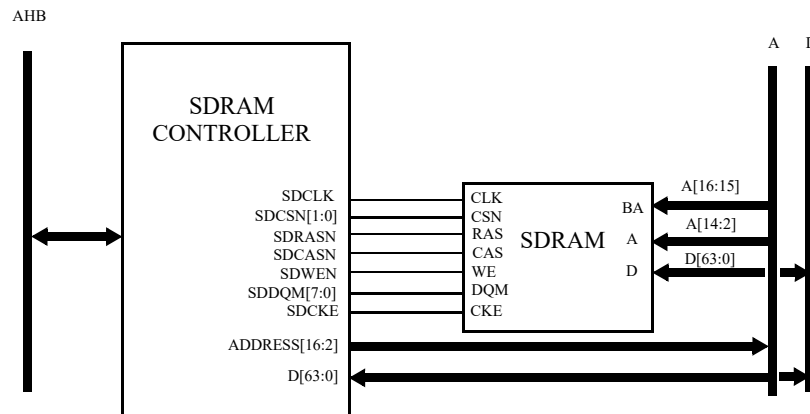 AHB
A
SDRAM
CONTROLLER
SDCLK
SDCSN[1:0]
SDRASN
SDCASN
SDWEN
SDDQM[7:0]
SDCKE
ADDRESS[16:2]
D[63:0]
CLK
CSN
RAS
CAS
WE
DQM
CKE
SDRAM
BA
A
D
A[16:15]
A[14:2]
D[63:0]